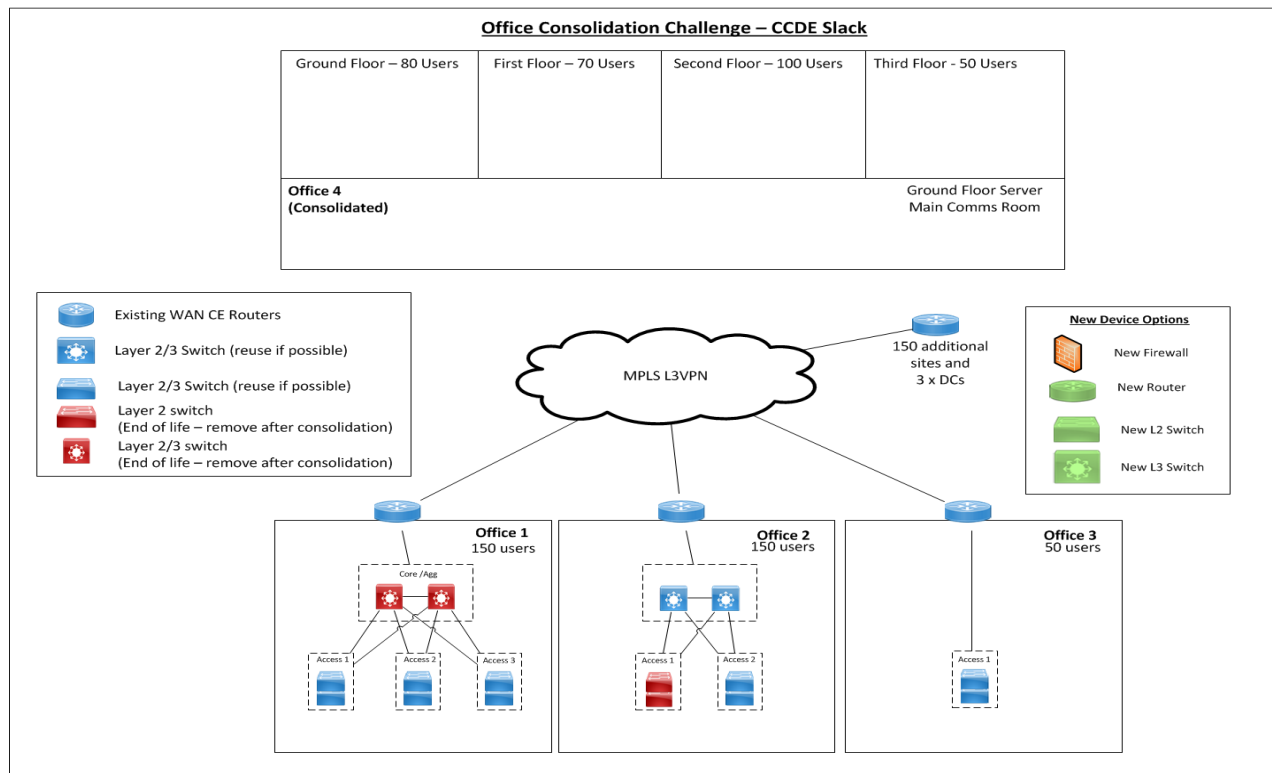 Office Consolidation Challenge – CCDE Slack
Ground Floor – 80 Users
First Floor – 70 Users
Second Floor – 100 Users
Third Floor - 50 Users
Office 4
(Consolidated)
Ground Floor Server
Main Comms Room
Existing WAN CE Routers
Layer 2/3 Switch (reuse if possible)
Layer 2/3 Switch (reuse if possible)
Layer 2 switch
(End of life – remove after consolidation)
Layer 2/3 switch
(End of life – remove after consolidation)
MPLS L3VPN
150 additional
sites and
3 x DCs
New Device Options
New Firewall
New Router
New L2 Switch
New L3 Switch
Office 1
150 users
Core /Agg
Access 1
Access 2
Access 3
Office 2
150 users
Access 1
Access 2
Office 3
50 users
Access 1